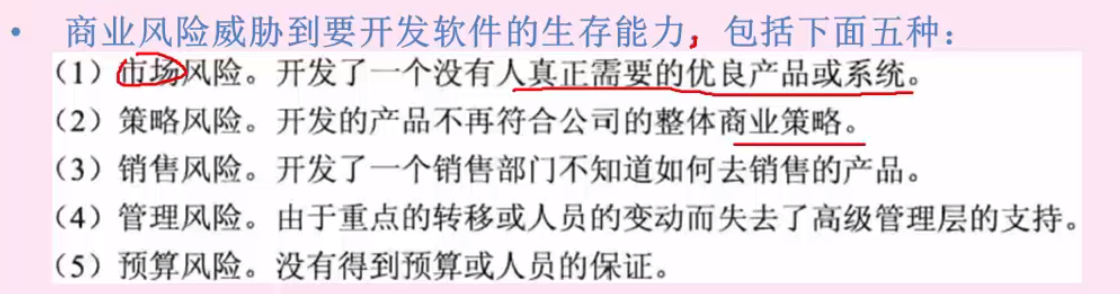 • 商业风险威胁到要开发软件的生存能力，包括下面五种：
（1）市场风险。开发了一个没有人真正需要的优良产品或系统。
（2）策略风险。开发的产品不再符合公司的整体商业策略。
（3）销售风险。开发了一个销售部门不知道如何去销售的产品。
（4）管理风险。由于重点的转移或人员的变动而失去了高级管理层的支持。
（5）预算风险。没有得到预算或人员的保证。